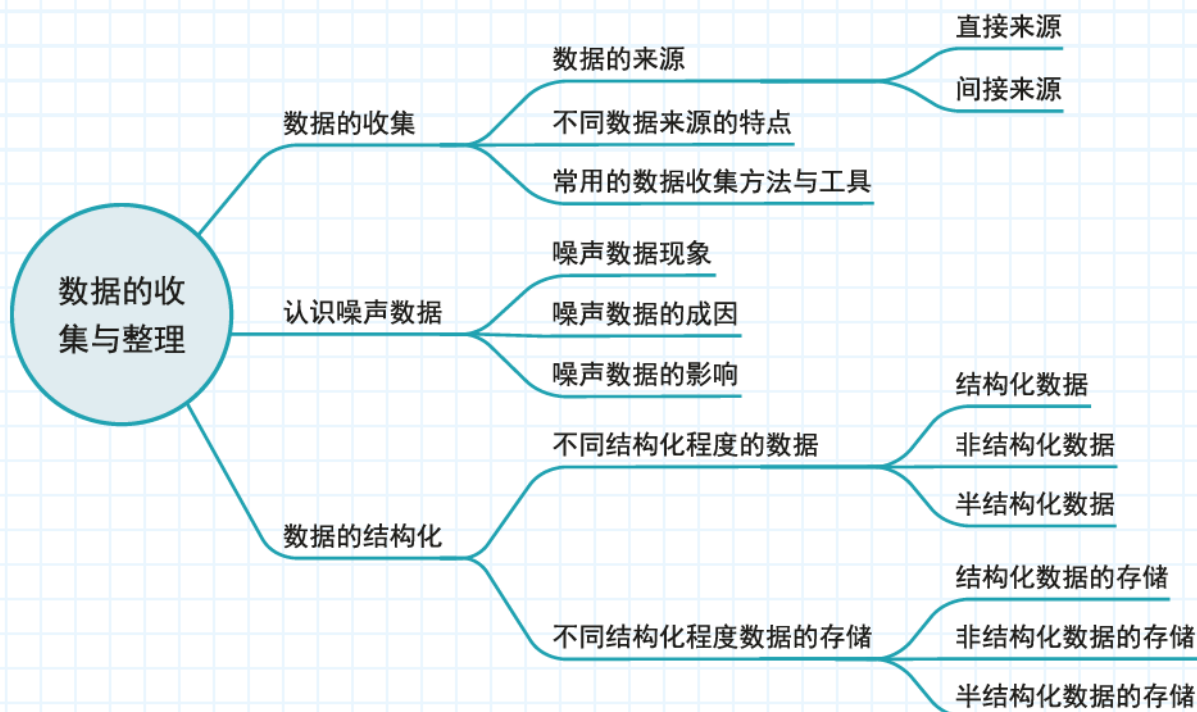 数据的收
集与整理
数据的收集
数据的来源
直接来源
间接来源
不同数据来源的特点
常用的数据收集方法与工具
认识噪声数据
噪声数据现象
噪声数据的成因
噪声数据的影响
数据的结构化
不同结构化程度的数据
结构化数据
非结构化数据
半结构化数据
不同结构化程度数据的存储
结构化数据的存储
非结构化数据的存储
半结构化数据的存储